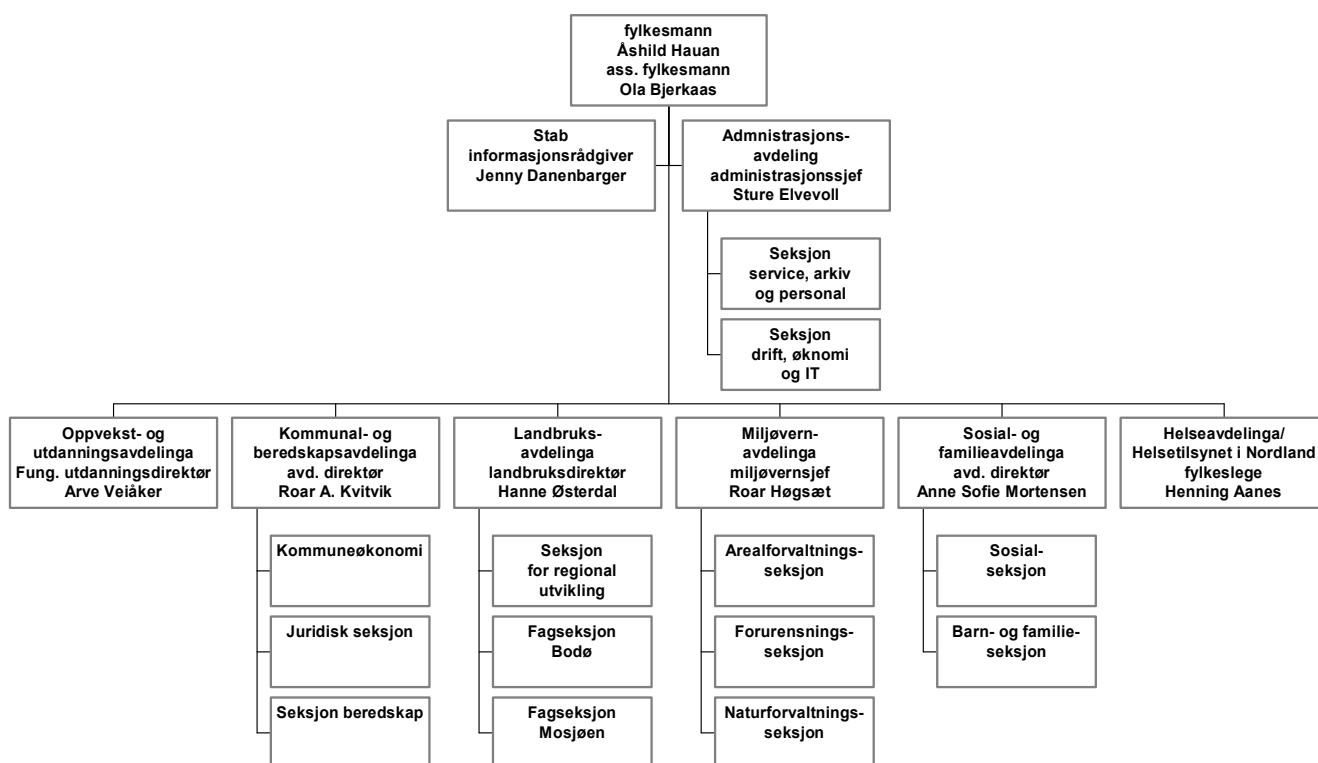 fylkesmann
Åshild Hauan
ass. fylkesmann
Ola Bjerkaas
Stab
informasjonsrådgiver
Jenny Danenbarger
Admnistrasjons-
avdeling
administrasjonssjef
Sture Elvevoll
Seksjon
service, arkiv
og personal
Seksjon
drift, øknomi
og IT
Oppvekst- og
utdanningsavdelinga
Fung. utdanningsdirektør
Arve Veiåker
Kommunal- og
beredskapsavdelinga
avd. direktør
Roar A. Kvitvik
Landbruks-
avdelinga
landbruksdirektør
Hanne Østerdal
Miljøvern-
avdelinga
miljøvernsjef
Roar Høgsæt
Sosial- og
familieavdelinga
avd. direktør
Anne Sofie Mortensen
Helseavdelinga/
Helsetilsynet i Nordland
fylkeslege
Henning Aanes
Kommuneøkonomi
Juridisk seksjon
Seksjon beredskap
Seksjon
for regional
utvikling
Fagseksjon
Bodø
Fagseksjon
Mosjøen
Arealforvaltnings-
seksjon
Forurensnings-
seksjon
Naturforvaltnings-
seksjon
Sosial-
seksjon
Barn- og familie-
seksjon